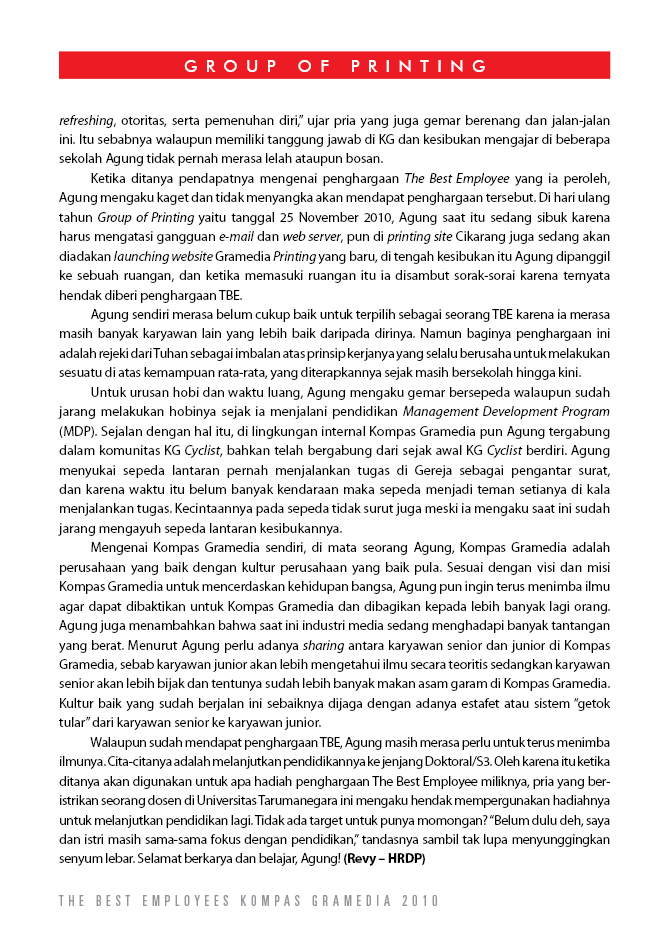 GROUP OF PRINTING
refreshing, otoritas, serta pemenuhan diri,” ujar pria yang juga gemar berenang dan jalan-jalan
ini. Itu sebabnya walaupun memiliki tanggung jawab di KG dan kesibukan mengajar di beberapa
sekolah Agung tidak pernah merasa lelah ataupun bosan.
Ketika ditanya pendapatnya mengenai penghargaan The Best Employee yang ia peroleh,
Agung mengaku kaget dan tidak menyangka akan mendapat penghargaan tersebut. Di hari ulang
tahun Group of Printing yaitu tanggal 25 November 2010, Agung saat itu sedang sibuk karena
harus mengatasi gangguan e-mail dan web server, pun di printing site Cikarang juga sedang akan
diadakan launching website Gramedia Printing yang baru, di tengah kesibukan itu Agung dipanggil
ke sebuah ruangan, dan ketika memasuki ruangan itu ia disambut sorak-sorai karena ternyata
hendak diberi penghargaan TBE.
Agung sendiri merasa belum cukup baik untuk terpilih sebagai seorang TBE karena ia merasa
masih banyak karyawan lain yang lebih baik daripada dirinya. Namun baginya penghargaan ini
adalah rejeki dari Tuhan sebagai imbalan atas prinsip kerjanya yang selalu berusaha untuk melakukan
sesuatu di atas kemampuan rata-rata, yang diterapkannya sejak masih bersekolah hingga kini.
Untuk urusan hobi dan waktu luang, Agung mengaku gemar bersepeda walaupun sudah
jarang melakukan hobinya sejak ia menjalani pendidikan Management Development Program
(MDP). Sejalan dengan hal itu, di lingkungan internal Kompas Gramedia pun Agung tergabung
dalam komunitas KG Cyclist, bahkan telah bergabung dari sejak awal KG Cyclist berdiri. Agung
menyukai sepeda lantaran pernah menjalankan tugas di Gereja sebagai pengantar surat,
dan karena waktu itu belum banyak kendaraan maka sepeda menjadi teman setianya di kala
menjalankan tugas. Kecintaannya pada sepeda tidak surut juga meski ia mengaku saat ini sudah
jarang mengayuh sepeda lantaran kesibukannya.
Mengenai Kompas Gramedia sendiri, di mata seorang Agung, Kompas Gramedia adalah
perusahaan yang baik dengan kultur perusahaan yang baik pula. Sesuai dengan visi dan misi
Kompas Gramedia untuk mencerdaskan kehidupan bangsa, Agung pun ingin terus menimba ilmu
agar dapat dibaktikan untuk Kompas Gramedia dan dibagikan kepada lebih banyak lagi orang.
Agung juga menambahkan bahwa saat ini industri media sedang menghadapi banyak tantangan
yang berat. Menurut Agung perlu adanya sharing antara karyawan senior dan junior di Kompas
Gramedia, sebab karyawan junior akan lebih mengetahui ilmu secara teoritis sedangkan karyawan
senior akan lebih bijak dan tentunya sudah lebih banyak makan asam garam di Kompas Gramedia.
Kultur baik yang sudah berjalan ini sebaiknya dijaga dengan adanya estafet atau sistem “getok
tular” dari karyawan senior ke karyawan junior.
Walaupun sudah mendapat penghargaan TBE, Agung masih merasa perlu untuk terus menimba
ilmunya. Cita-citanya adalah melanjutkan pendidikannya ke jenjang Doktoral/S3. Oleh karena itu ketika
ditanya akan digunakan untuk apa hadiah penghargaan The Best Employee miliknya, pria yang ber-
istrikan seorang dosen di Universitas Tarumanegara ini mengaku hendak mempergunakan hadiahnya
untuk melanjutkan pendidikan lagi. Tidak ada target untuk punya momongan? “Belum dulu deh, saya
dan istri masih sama-sama fokus dengan pendidikan,” tandasnya sambil tak lupa menyunggingkan
senyum lebar. Selamat berkarya dan belajar, Agung! (Revy – HRDP)
THE BEST EMPLOYEES KOMPAS GRAMEDIA 2010